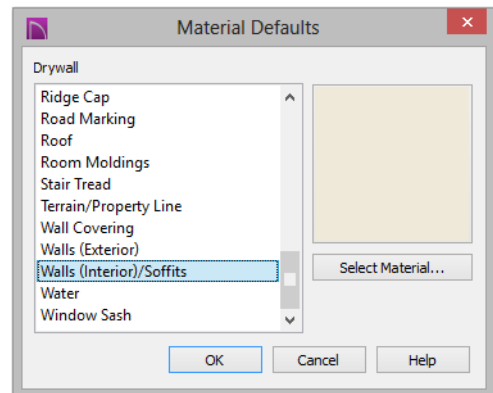 Material Defaults
Drywall
Ridge Cap
Road Marking
Roof
Room Moldings
Stair Tread
Terrain/Property Line
Wall Covering
Walls (Exterior)
Walls (Interior)/Soffits
Water
Window Sash
Select Material...
OK
Cancel
Help